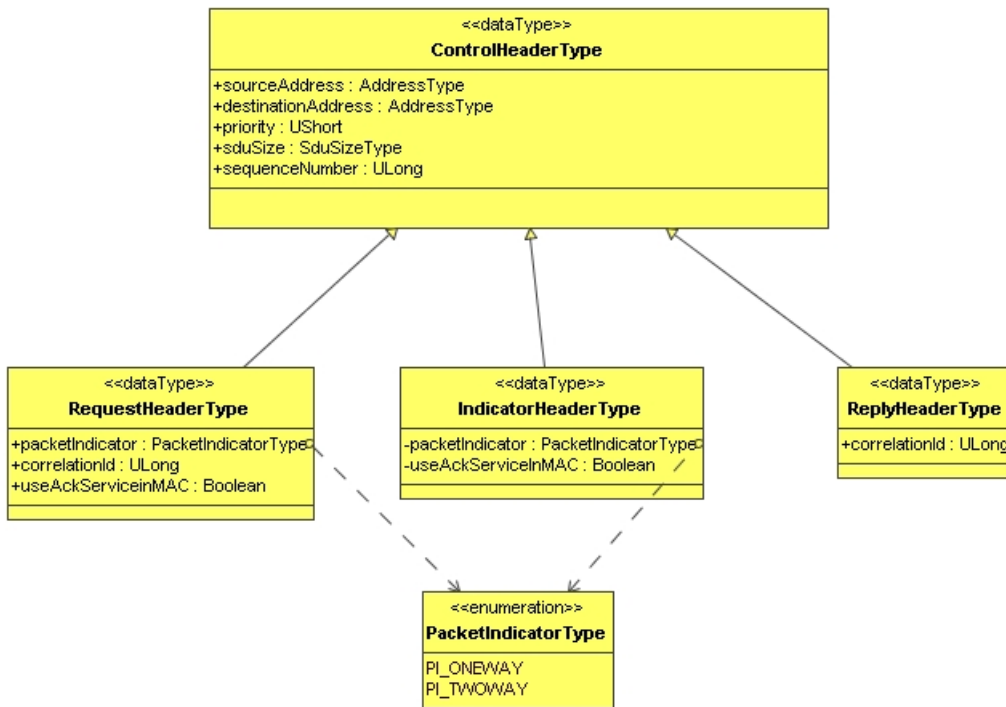 <<dataType>>
ControlHeaderType
+sourceAddress : AddressType
+destinationAddress : AddressType
+priority : UShort
+sduSize : SduSizeType
+sequenceNumber : ULong
<<dataType>>
RequestHeaderType
+packetIndicator : PacketIndicatorType
+correlationId : ULong
+useAckServiceinMAC : Boolean
<<dataType>>
IndicatorHeaderType
-packetIndicator : PacketIndicatorType
-useAckServiceInMAC : Boolean
<<dataType>>
ReplyHeaderType
+correlationId : ULong
<<enumeration>>
PacketIndicatorType
PI_ONEWAY
PI_TWOWAY